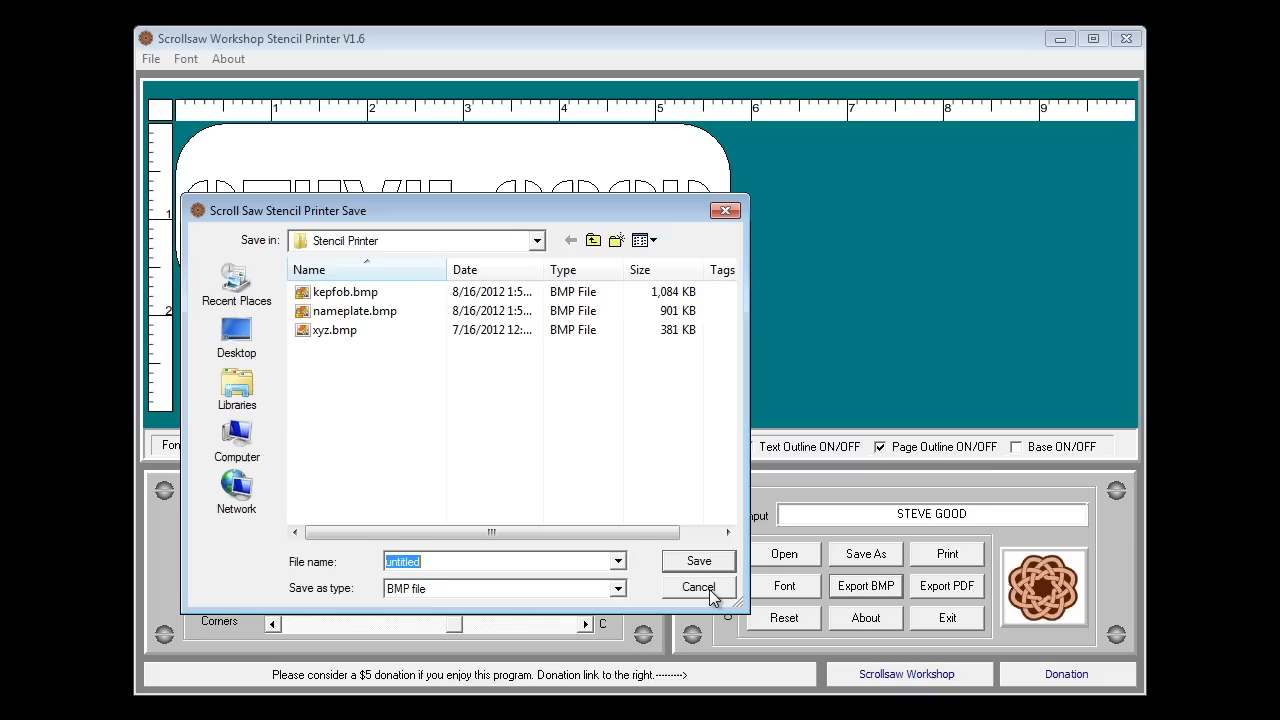 Scrollsaw Workshop Stencil Printer V1.6
File Font About
1 2 3 4 5 6 7 8 9
1
2
Scroll Saw Stencil Printer Save
Save in: Stencil Printer
Name Date Type Size Tags
kepfob.bmp 8/16/2012 1:5... BMP File 1,084 KB
nameplate.bmp 8/16/2012 1:5... BMP File 901 KB
xyz.bmp 7/16/2012 12:... BMP File 381 KB
Recent Places
Desktop
Libraries
Computer
Network
File name: untitled Save
Save as type: BMP file Cancel
Text Outline ON/OFF Page Outline ON/OFF Base ON/OFF
STEVE GOOD
Open Save As Print
Font Export BMP Export PDF
Reset About Exit
Corners C
Please consider a $5 donation if you enjoy this program. Donation link to the right.-------->
Scrollsaw Workshop Donation